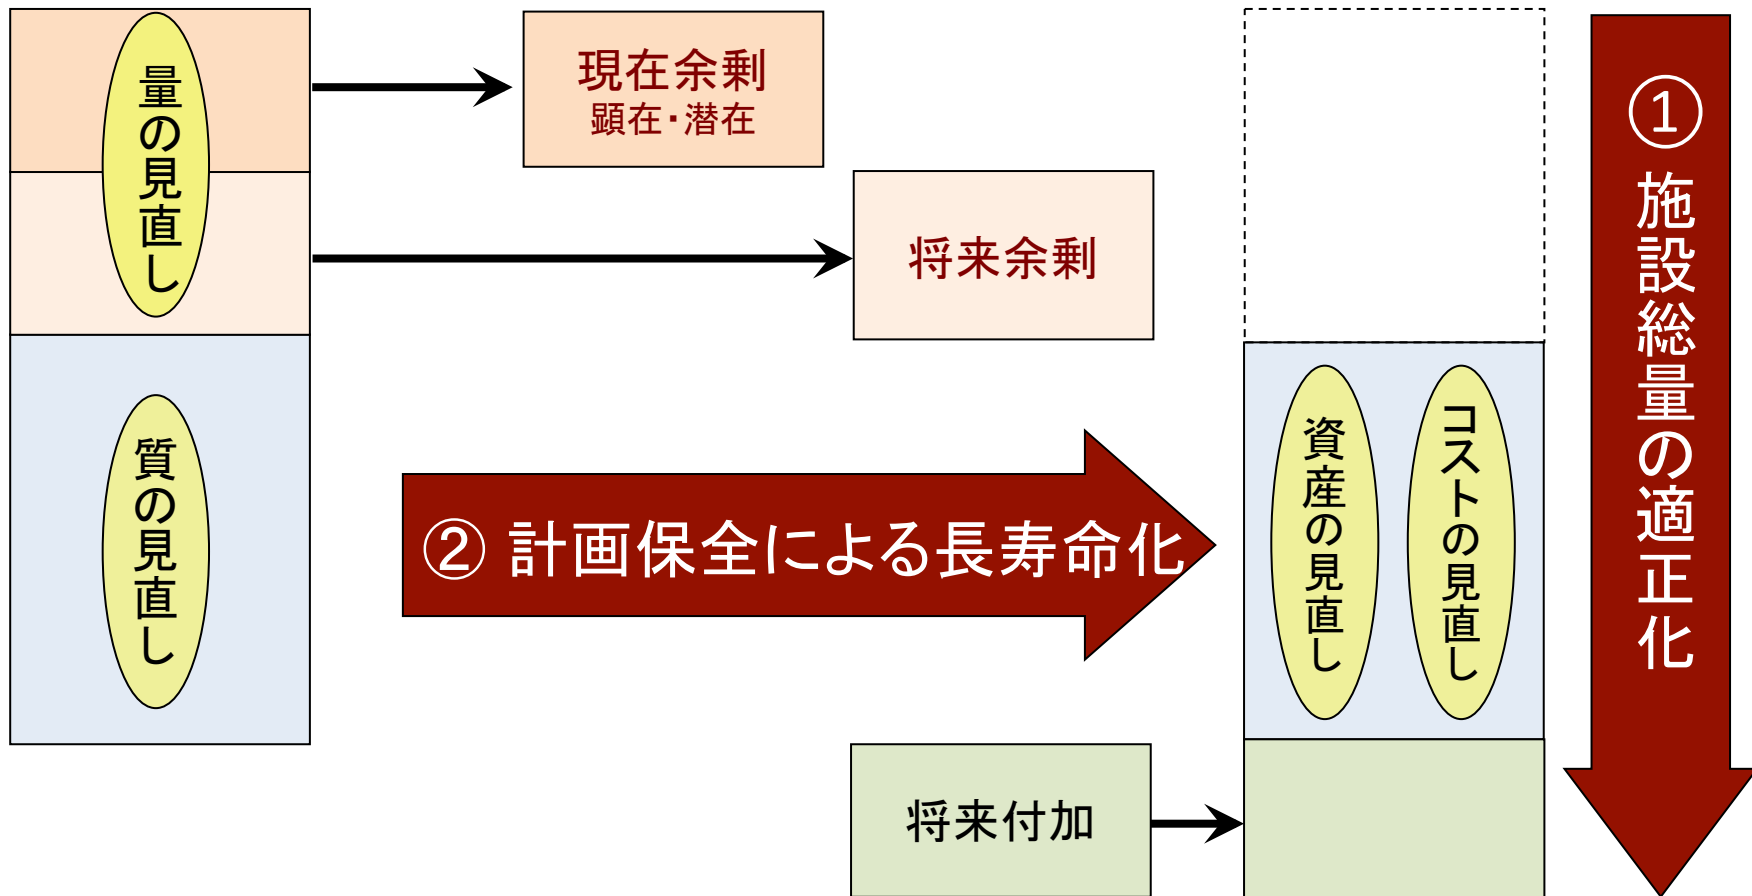 量の見直し
現在余剰
顕在・潜在
将来余剰
質の見直し
② 計画保全による長寿命化
資産の見直し
コストの見直し
将来付加
① 施設総量の適正化